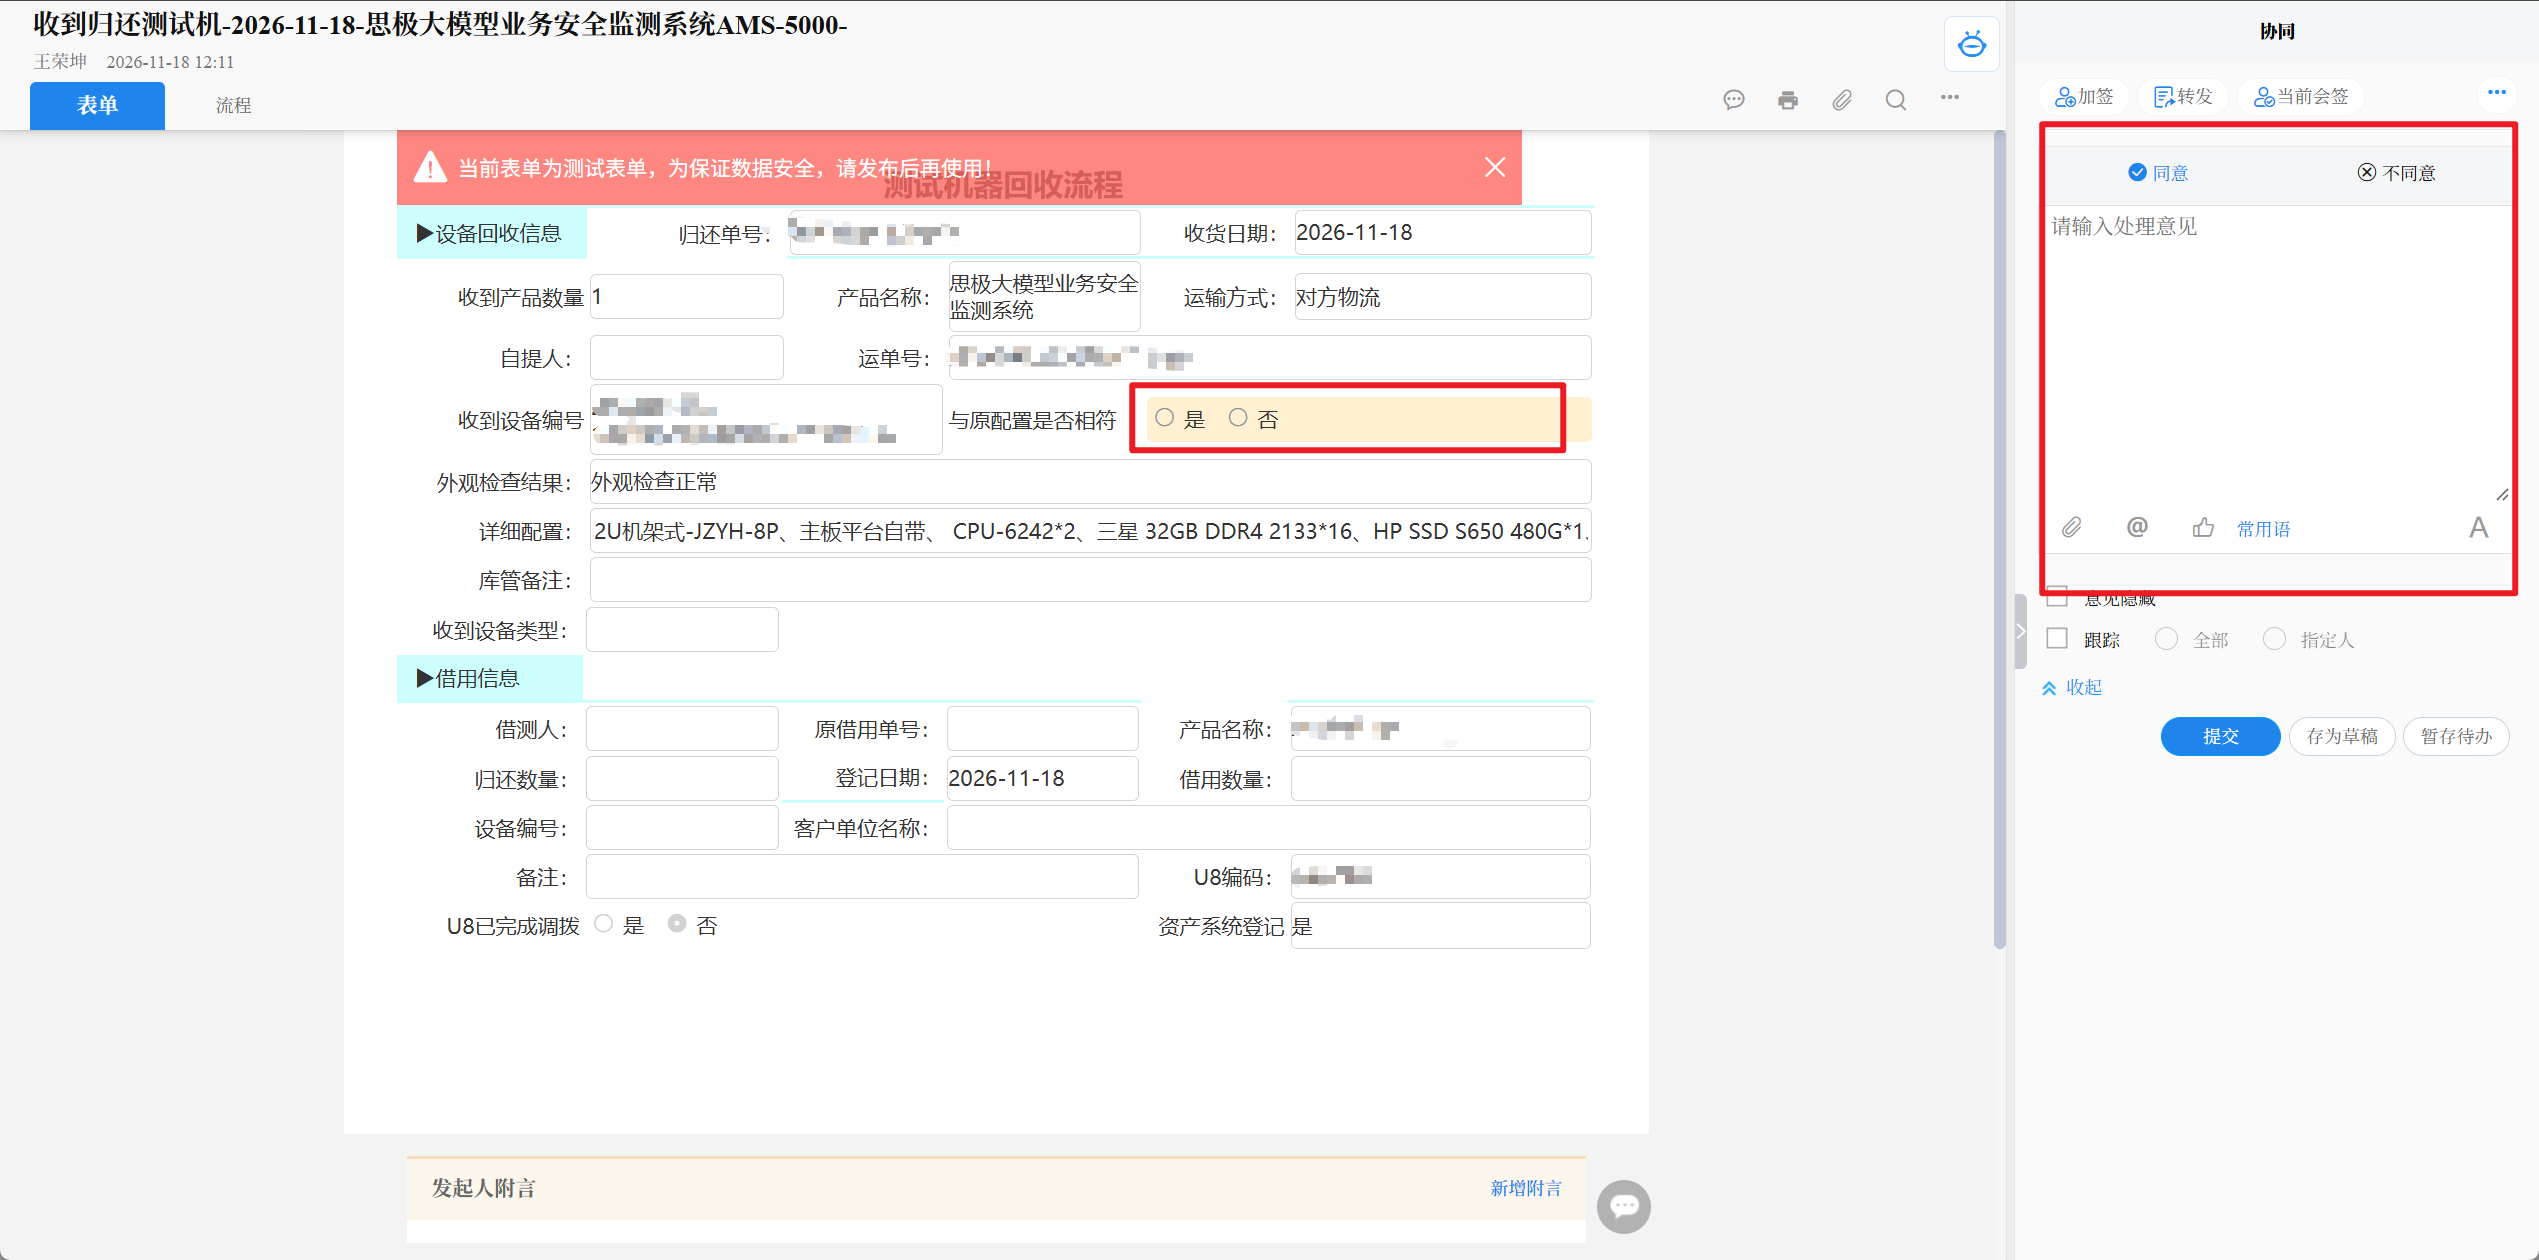 收到归还测试机-2026-11-18-思极大模型业务安全监测系统AMS-5000-
王荣坤 2026-11-18 12:11
表单 流程
当前表单为测试表单，为保证数据安全，请发布后再使用！
测试机器回收流程
▶设备回收信息 归还单号： 收货日期： 2026-11-18
收到产品数量 1 产品名称： 思极大模型业务安全监测系统 运输方式： 对方物流
自提人： 运单号：
收到设备编号 与原配置是否相符 是 否
外观检查结果： 外观检查正常
详细配置： 2U机架式-JZYH-8P、主板平台自带、 CPU-6242*2、三星 32GB DDR4 2133*16、HP SSD S650 480G*1、
库管备注：
收到设备类型：
▶借用信息
借测人： 原借用单号： 产品名称：
归还数量： 登记日期： 2026-11-18 借用数量：
设备编号： 客户单位名称：
备注： U8编码：
U8已完成调拨 是 否 资产系统登记 是
发起人附言 新增附言
协同
加签 转发 当前会签
同意 不同意
请输入处理意见
@ 常用语 A
意见隐藏
跟踪 全部 指定人
收起
提交 存为草稿 暂存待办